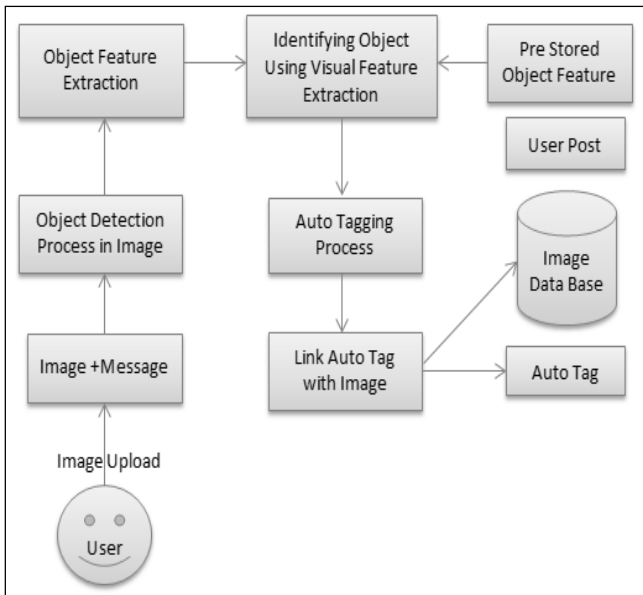 Object Feature
Extraction
Identifying Object
Using Visual Feature
Extraction
Pre Stored
Object Feature
User Post
Object Detection
Process in Image
Auto Tagging
Process
Image
Data Base
Image +Message
Link Auto Tag
with Image
Auto Tag
Image Upload
User